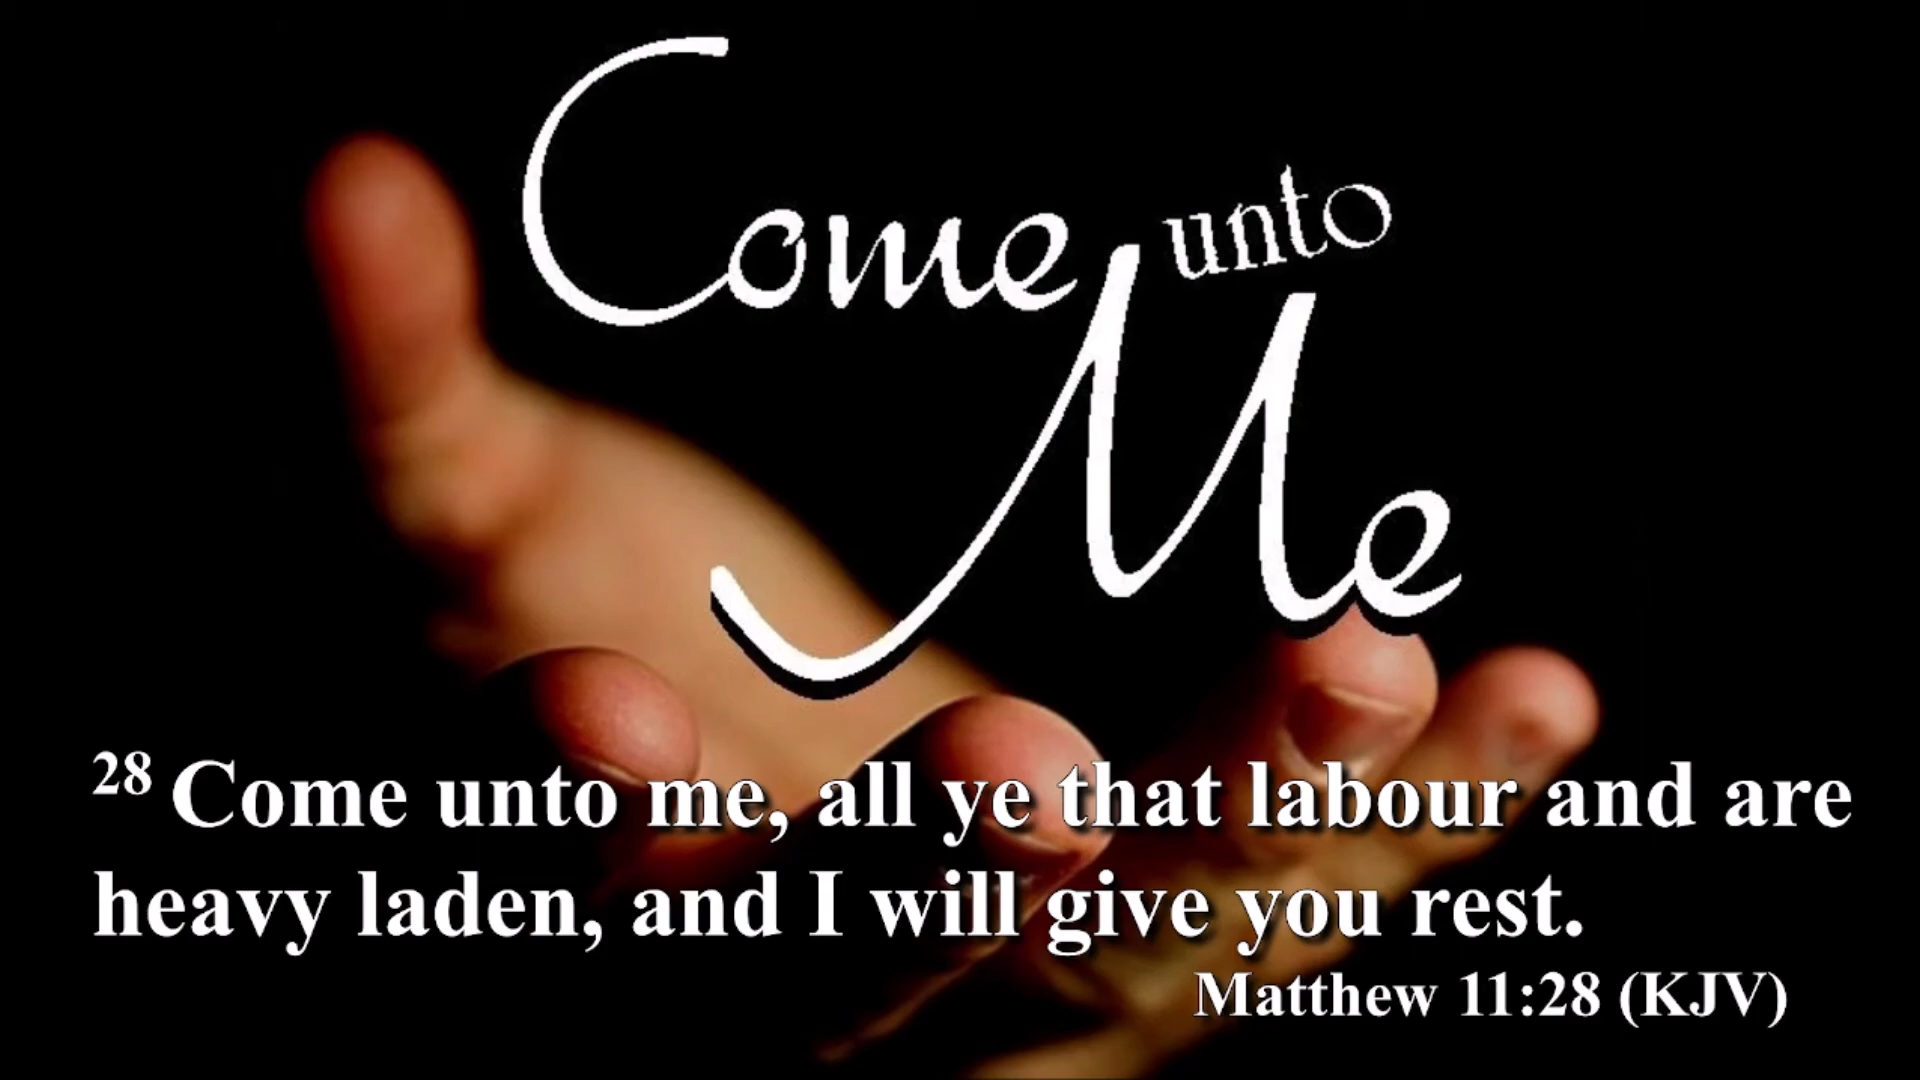 Come unto
Me
28 Come unto me, all ye that labour and are
heavy laden, and I will give you rest.
Matthew 11:28 (KJV)